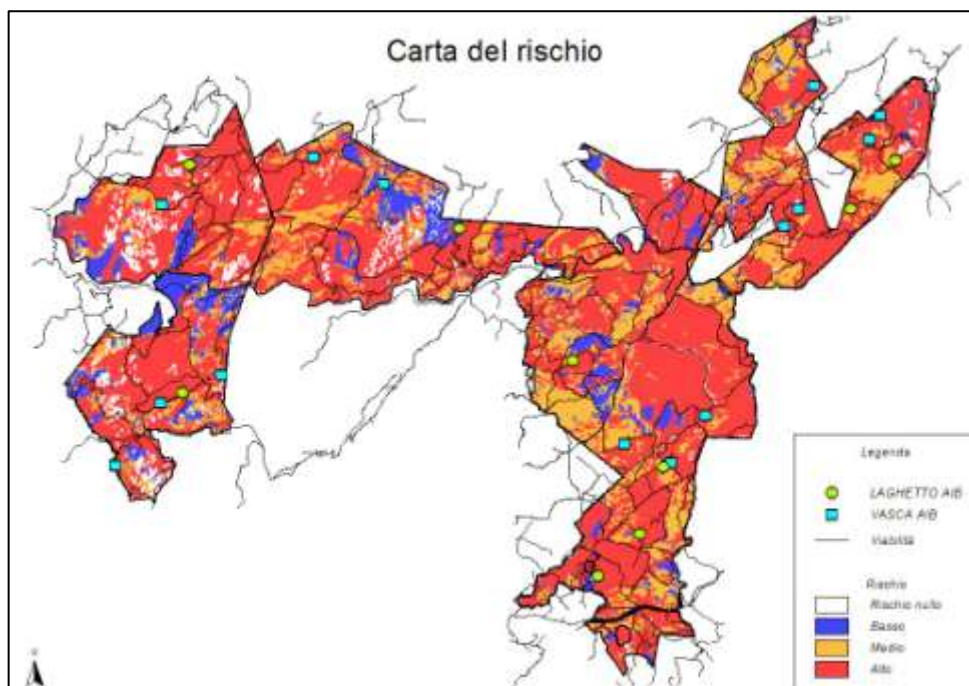 Carta del rischio
Legenda
LAGHETTO AIB
VASCA AIB
Viabilità
Rischio
Rischio nullo
Basso
Medio
Alto